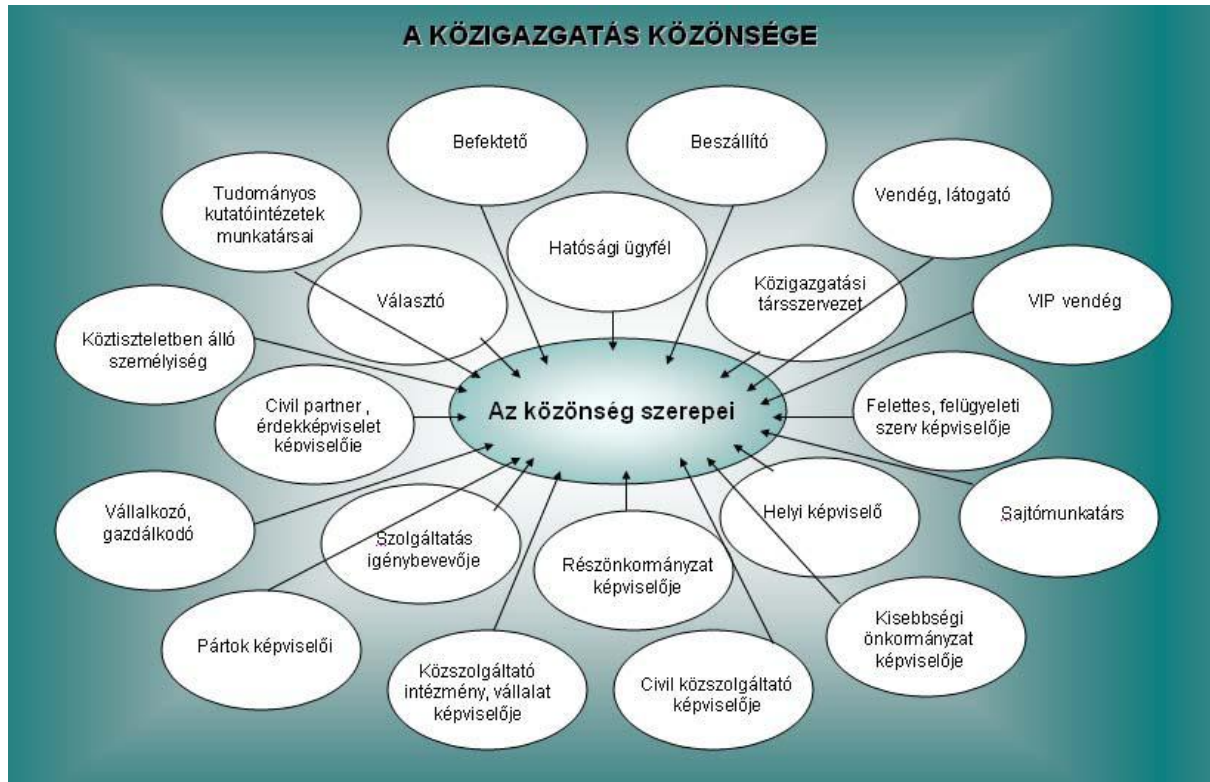 A KÖZIGAZGATÁS KÖZÖNSÉGE
Befektető
Beszállító
Tudományos
kutatóintézetek
munkatársai
Vendég, látogató
Hatósági ügyfél
Választó
Közigazgatási
társszervezet
VIP vendég
Köztiszteletben álló
személyiség
Civil partner ,
érdekképviselet
képviselője
Az közönség szerepei
Felettes, felügyeleti
szerv képviselője
Vállalkozó,
gazdálkodó
Szolgáltatás
igénybevevője
Részönkormányzat
képviselője
Helyi képviselő
Sajtómunkatárs
Pártok képviselői
Közszolgáltató
intézmény, vállalat
képviselője
Civil közszolgáltató
képviselője
Kisebbségi
önkormányzat
képviselője